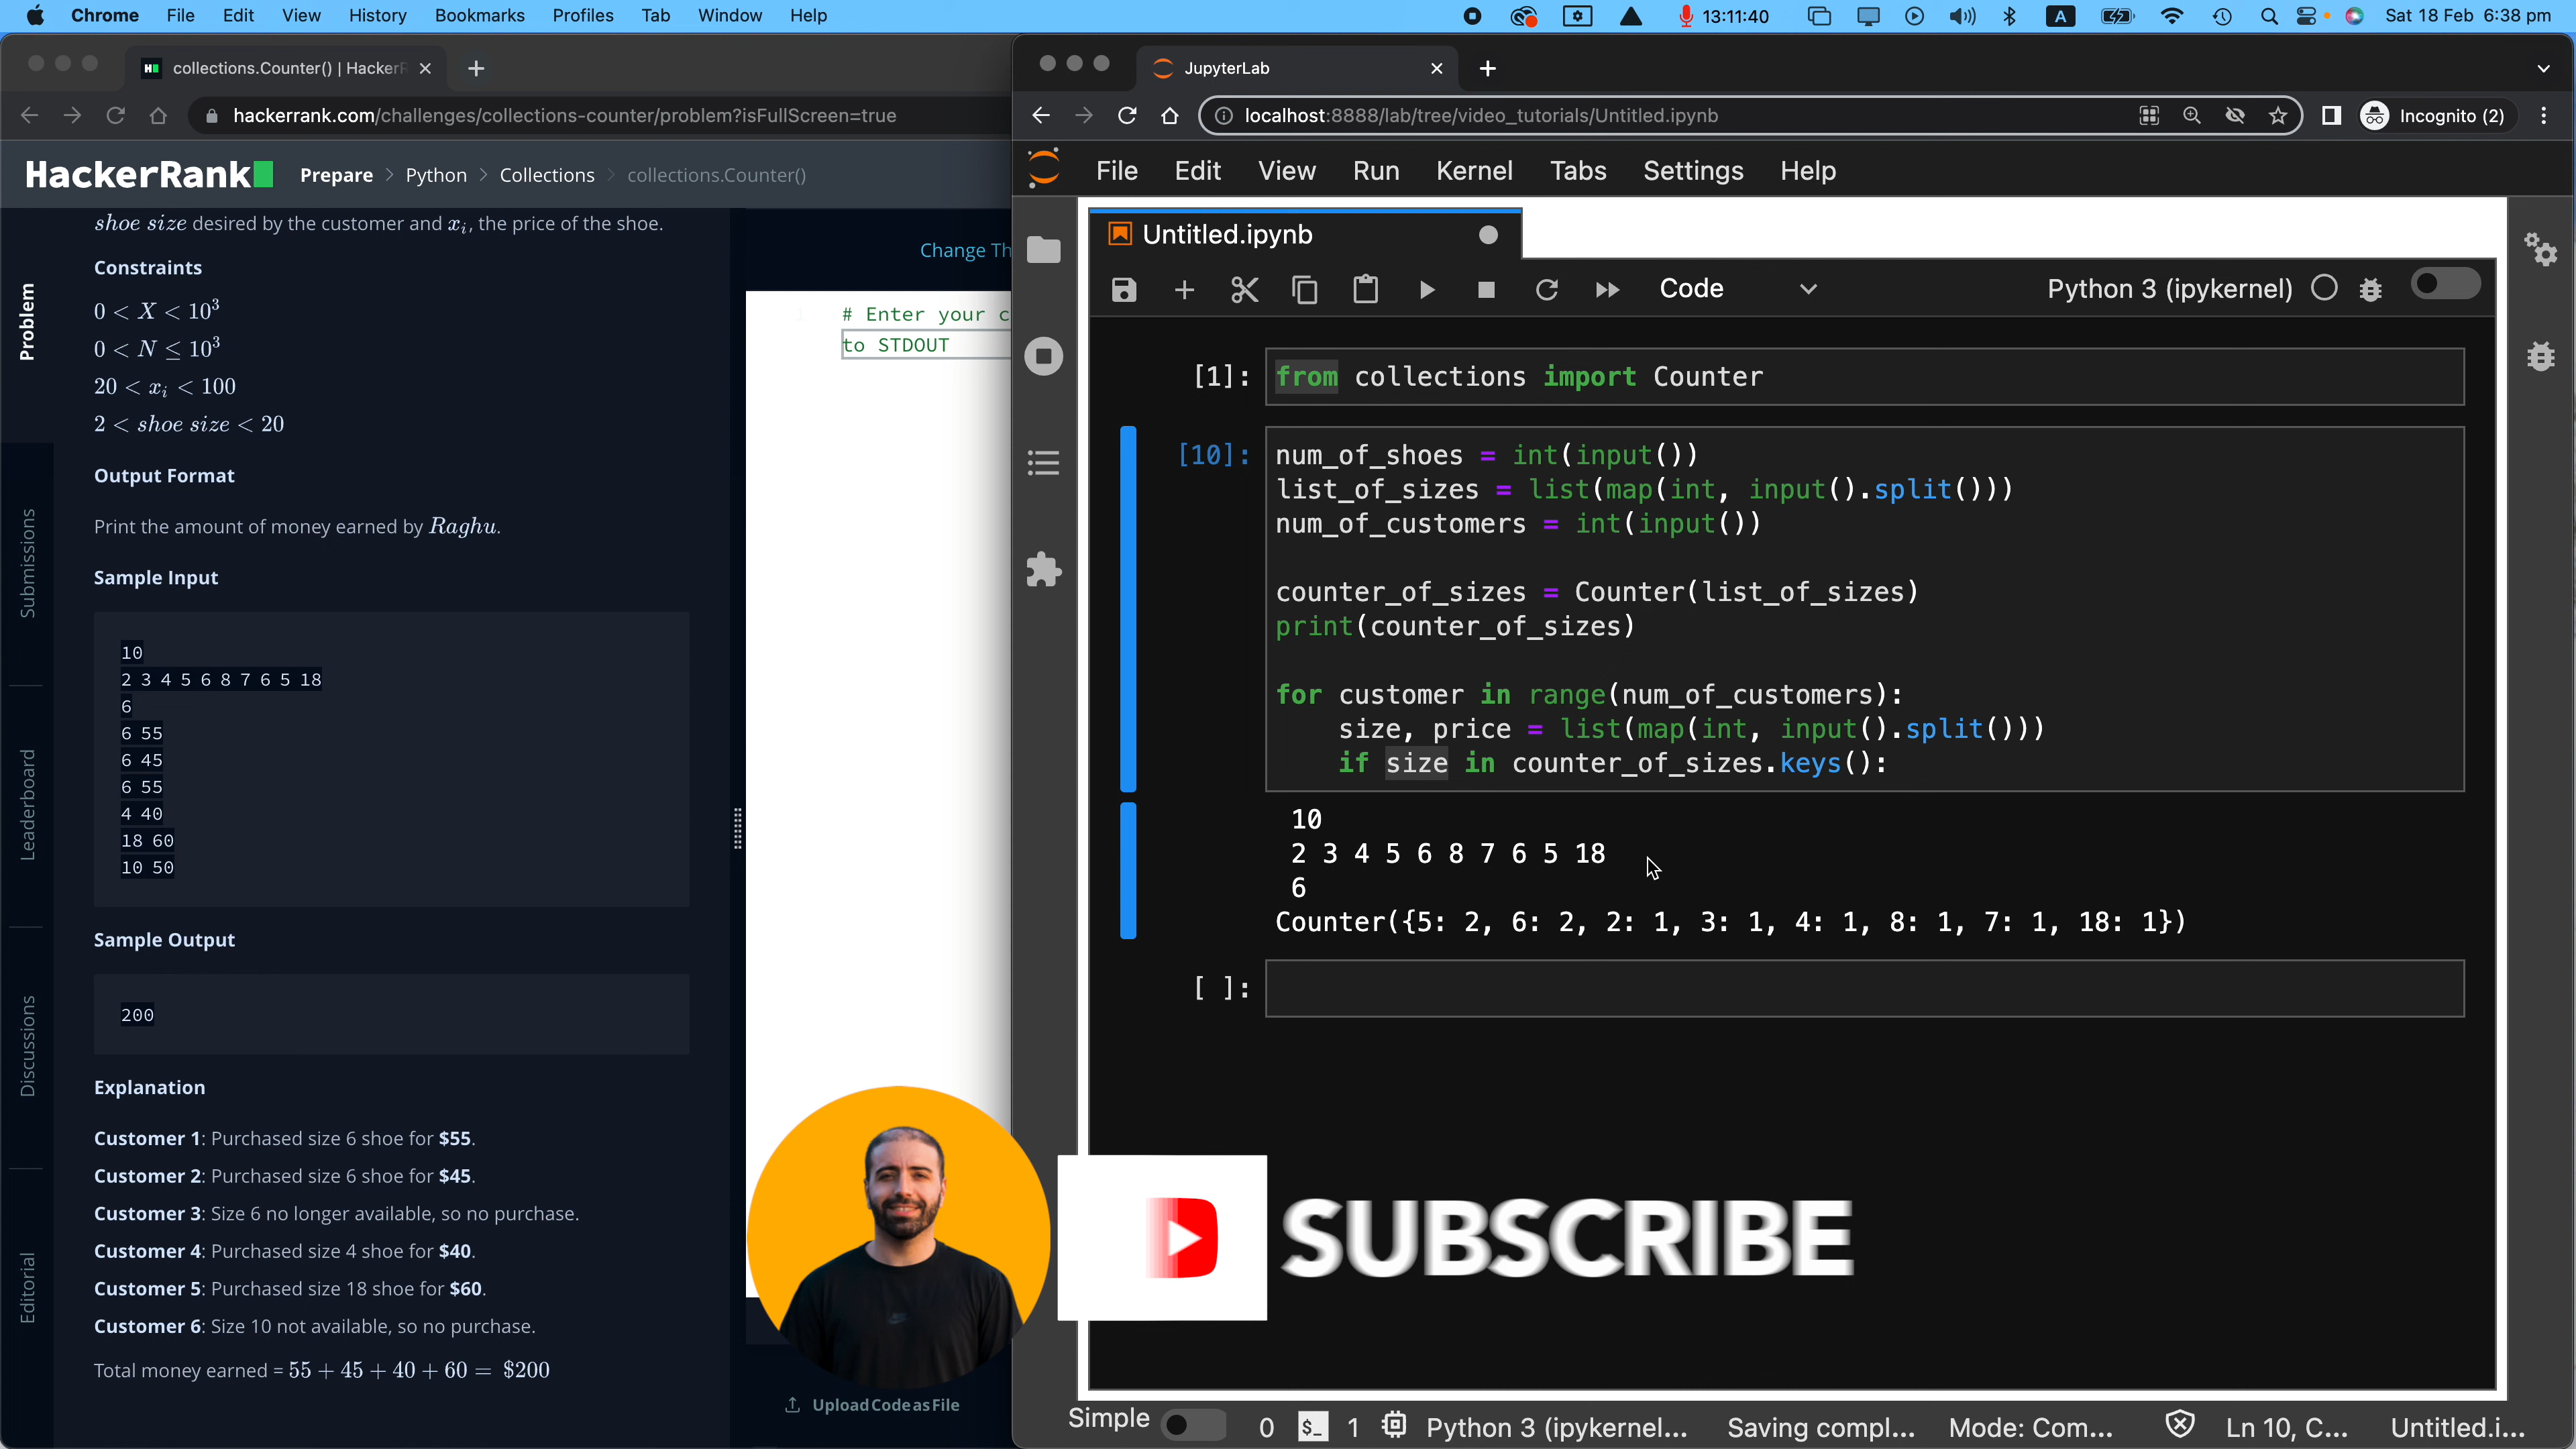 Chrome File Edit View History Bookmarks Profiles Tab Window Help 13:11:40 A Sat 18 Feb 6:38 pm
collections.Counter() | HackerR
hackerrank.com/challenges/collections-counter/problem?isFullScreen=true
HackerRank Prepare > Python > Collections > collections.Counter()
Problem
Submissions
Leaderboard
Discussions
Editorial
shoe size desired by the customer and xi, the price of the shoe.
Constraints
0 < X < 10³
0 < N ≤ 10³
20 < xi < 100
2 < shoe size < 20
Output Format
Print the amount of money earned by Raghu.
Sample Input
10
2 3 4 5 6 8 7 6 5 18
6
6 55
6 45
6 55
4 40
18 60
10 50
Sample Output
200
Explanation
Customer 1: Purchased size 6 shoe for $55.
Customer 2: Purchased size 6 shoe for $45.
Customer 3: Size 6 no longer available, so no purchase.
Customer 4: Purchased size 4 shoe for $40.
Customer 5: Purchased size 18 shoe for $60.
Customer 6: Size 10 not available, so no purchase.
Total money earned = 55 + 45 + 40 + 60 = $200
Change Th
# Enter your c
to STDOUT
Upload Code as File
JupyterLab
localhost:8888/lab/tree/video_tutorials/Untitled.ipynb Incognito (2)
File Edit View Run Kernel Tabs Settings Help
Untitled.ipynb
Code Python 3 (ipykernel)
[1]: from collections import Counter
[10]: num_of_shoes = int(input())
list_of_sizes = list(map(int, input().split()))
num_of_customers = int(input())
counter_of_sizes = Counter(list_of_sizes)
print(counter_of_sizes)
for customer in range(num_of_customers):
size, price = list(map(int, input().split()))
if size in counter_of_sizes.keys():
10
2 3 4 5 6 8 7 6 5 18
6
Counter({5: 2, 6: 2, 2: 1, 3: 1, 4: 1, 8: 1, 7: 1, 18: 1})
[ ]:
SUBSCRIBE
Simple 0 $_ 1 Python 3 (ipykernel... Saving compl... Mode: Com... Ln 10, C... Untitled.i...